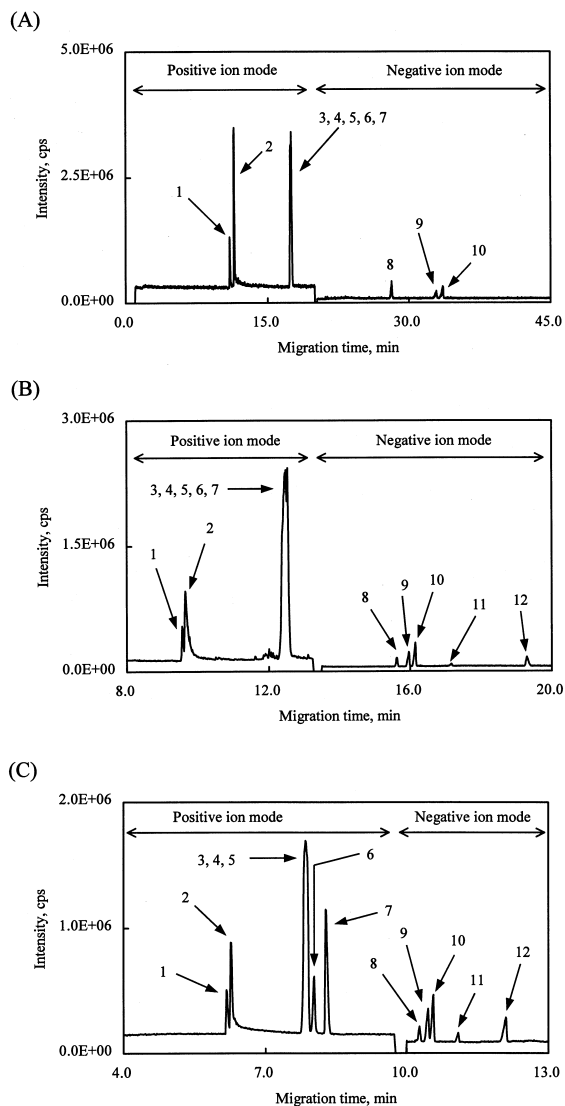 (A)
5.0E+06
Positive ion mode
Negative ion mode
3, 4, 5, 6, 7
2
2.5E+06
1
9
10
8
Intensity, cps
0.0E+00
0.0
15.0
30.0
45.0
Migration time, min
(B)
3.0E+06
Positive ion mode
Negative ion mode
3, 4, 5, 6, 7
1.5E+06
2
1
10
9
8
11
12
Intensity, cps
0.0E+00
8.0
12.0
16.0
20.0
Migration time, min
(C)
2.0E+06
Positive ion mode
Negative ion mode
3, 4, 5
6
2
7
1.0E+06
9
10
12
8
11
1
Intensity, cps
0.0E+00
4.0
7.0
10.0
13.0
Migration time, min